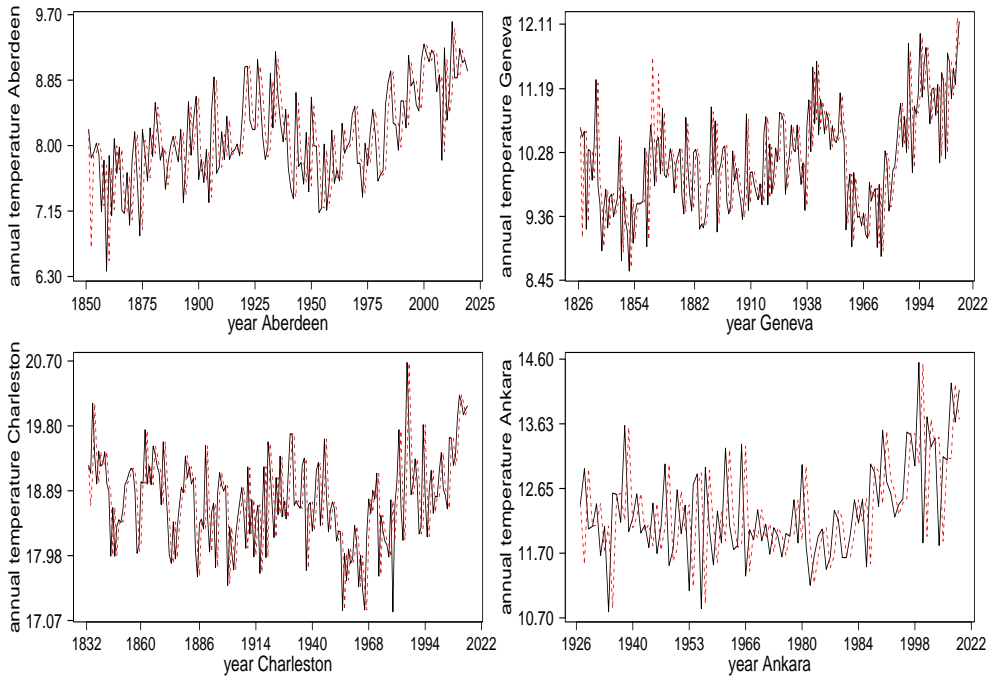 annual temperature Aberdeen
9.70
8.85
8.00
7.15
6.30
1850 1875 1900 1925 1950 1975 2000 2025
year Aberdeen
annual temperature Geneva
12.11
11.19
10.28
9.36
8.45
1826 1854 1882 1910 1938 1966 1994 2022
year Geneva
annual temperature Charleston
20.70
19.80
18.89
17.98
17.07
1832 1860 1886 1914 1940 1968 1994 2022
year Charleston
annual temperature Ankara
14.60
13.63
12.65
11.70
10.70
1926 1940 1953 1966 1980 1984 1998 2022
year Ankara